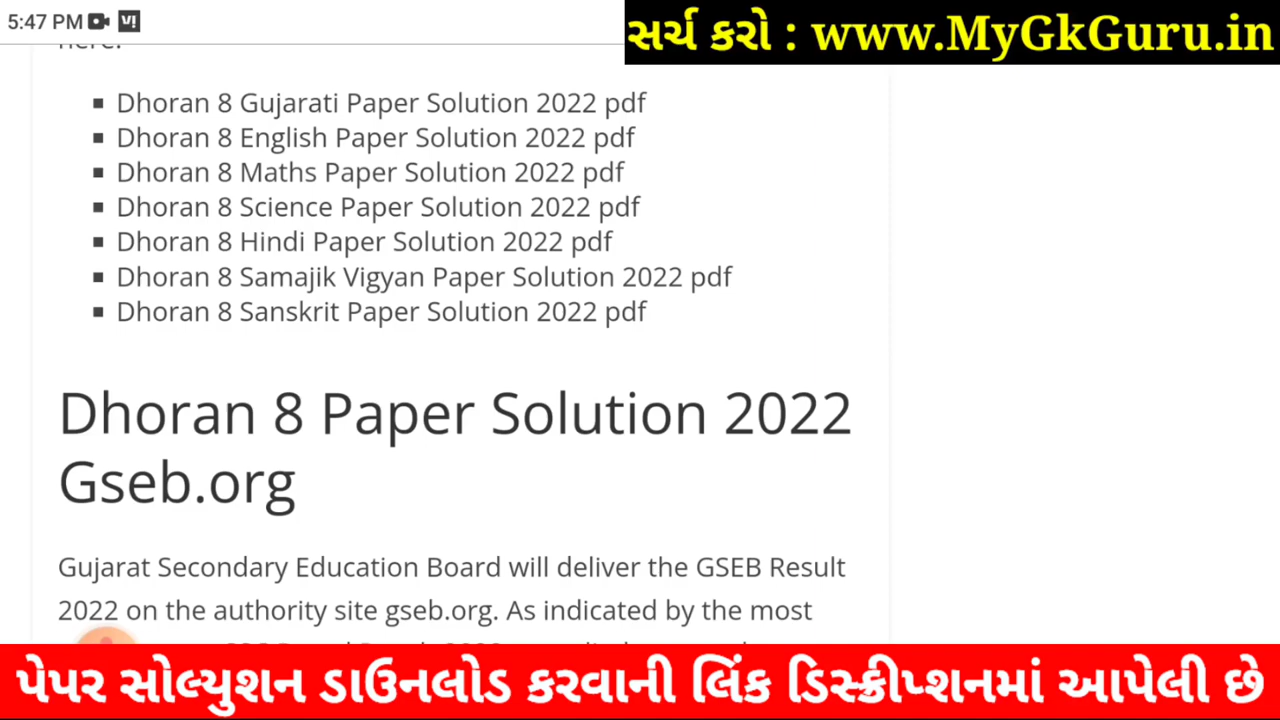 5:47 PM
સર્ચ કરો : www.MyGkGuru.in
here.
▪ Dhoran 8 Gujarati Paper Solution 2022 pdf
▪ Dhoran 8 English Paper Solution 2022 pdf
▪ Dhoran 8 Maths Paper Solution 2022 pdf
▪ Dhoran 8 Science Paper Solution 2022 pdf
▪ Dhoran 8 Hindi Paper Solution 2022 pdf
▪ Dhoran 8 Samajik Vigyan Paper Solution 2022 pdf
▪ Dhoran 8 Sanskrit Paper Solution 2022 pdf
Dhoran 8 Paper Solution 2022
Gseb.org
Gujarat Secondary Education Board will deliver the GSEB Result
2022 on the authority site gseb.org. As indicated by the most
પેપર સોલ્યુશન ડાઉનલોડ કરવાની લિંક ડિસ્ક્રીપ્શનમાં આપેલી છે